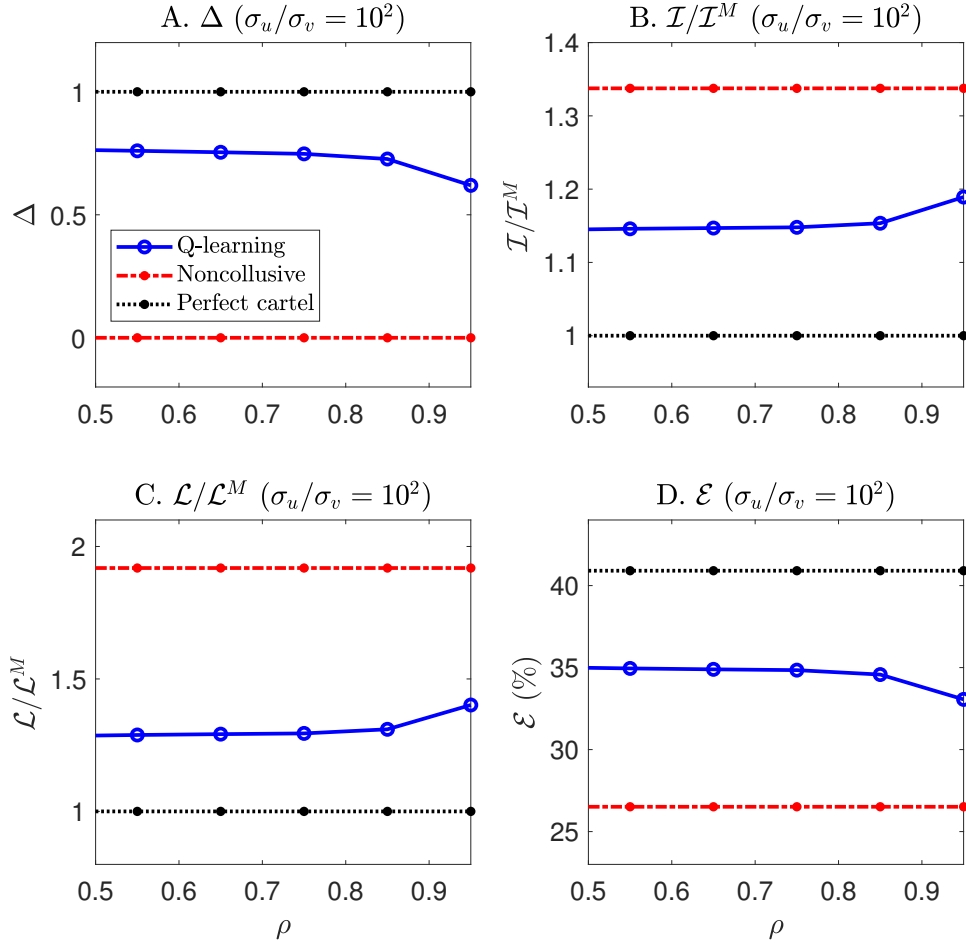 A. Δ (σ_u/σ_v = 10^2)
1
0.5
0
Δ
Q-learning
Noncollusive
Perfect cartel
0.5 0.6 0.7 0.8 0.9
B. 𝓘/𝓘^M (σ_u/σ_v = 10^2)
1.4
1.3
1.2
1.1
1
𝓘/𝓘^M
0.5 0.6 0.7 0.8 0.9
C. 𝓛/𝓛^M (σ_u/σ_v = 10^2)
2
1.5
1
𝓛/𝓛^M
0.5 0.6 0.7 0.8 0.9
ρ
D. 𝓔 (σ_u/σ_v = 10^2)
40
35
30
25
𝓔 (%)
0.5 0.6 0.7 0.8 0.9
ρ